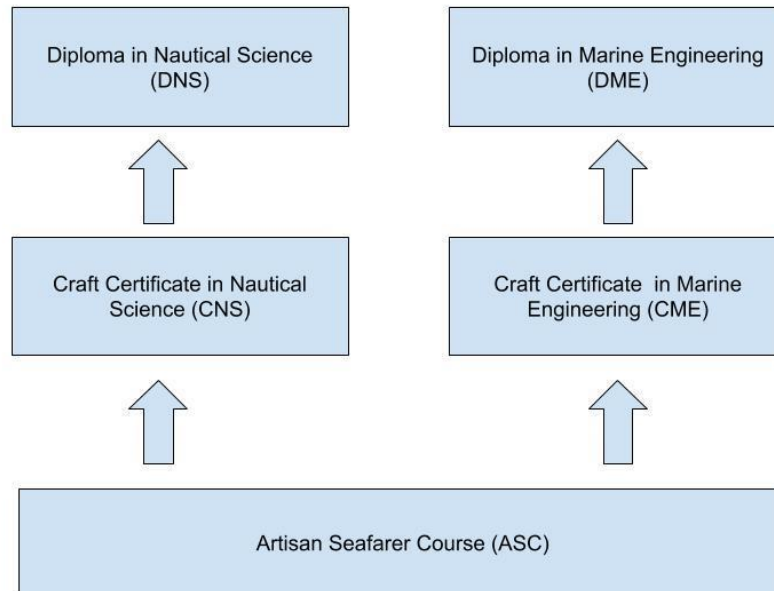 Diploma in Nautical Science
(DNS)
Diploma in Marine Engineering
(DME)
Craft Certificate in Nautical
Science (CNS)
Craft Certificate  in Marine
Engineering (CME)
Artisan Seafarer Course (ASC)